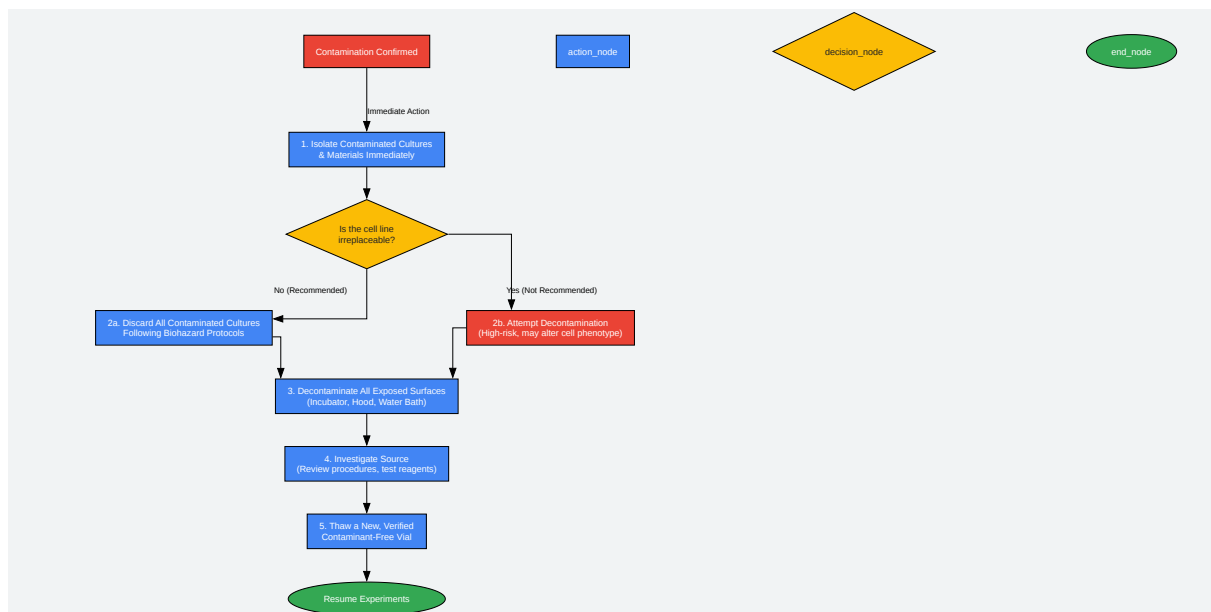 Contamination Confirmed
action_node
decision_node
end_node
Immediate Action
1. Isolate Contaminated Cultures
& Materials Immediately
Is the cell line
irreplaceable?
No (Recommended)
Yes (Not Recommended)
2a. Discard All Contaminated Cultures
Following Biohazard Protocols
2b. Attempt Decontamination
(High-risk, may alter cell phenotype)
3. Decontaminate All Exposed Surfaces
(Incubator, Hood, Water Bath)
4. Investigate Source
(Review procedures, test reagents)
5. Thaw a New, Verified
Contaminant-Free Vial
Resume Experiments